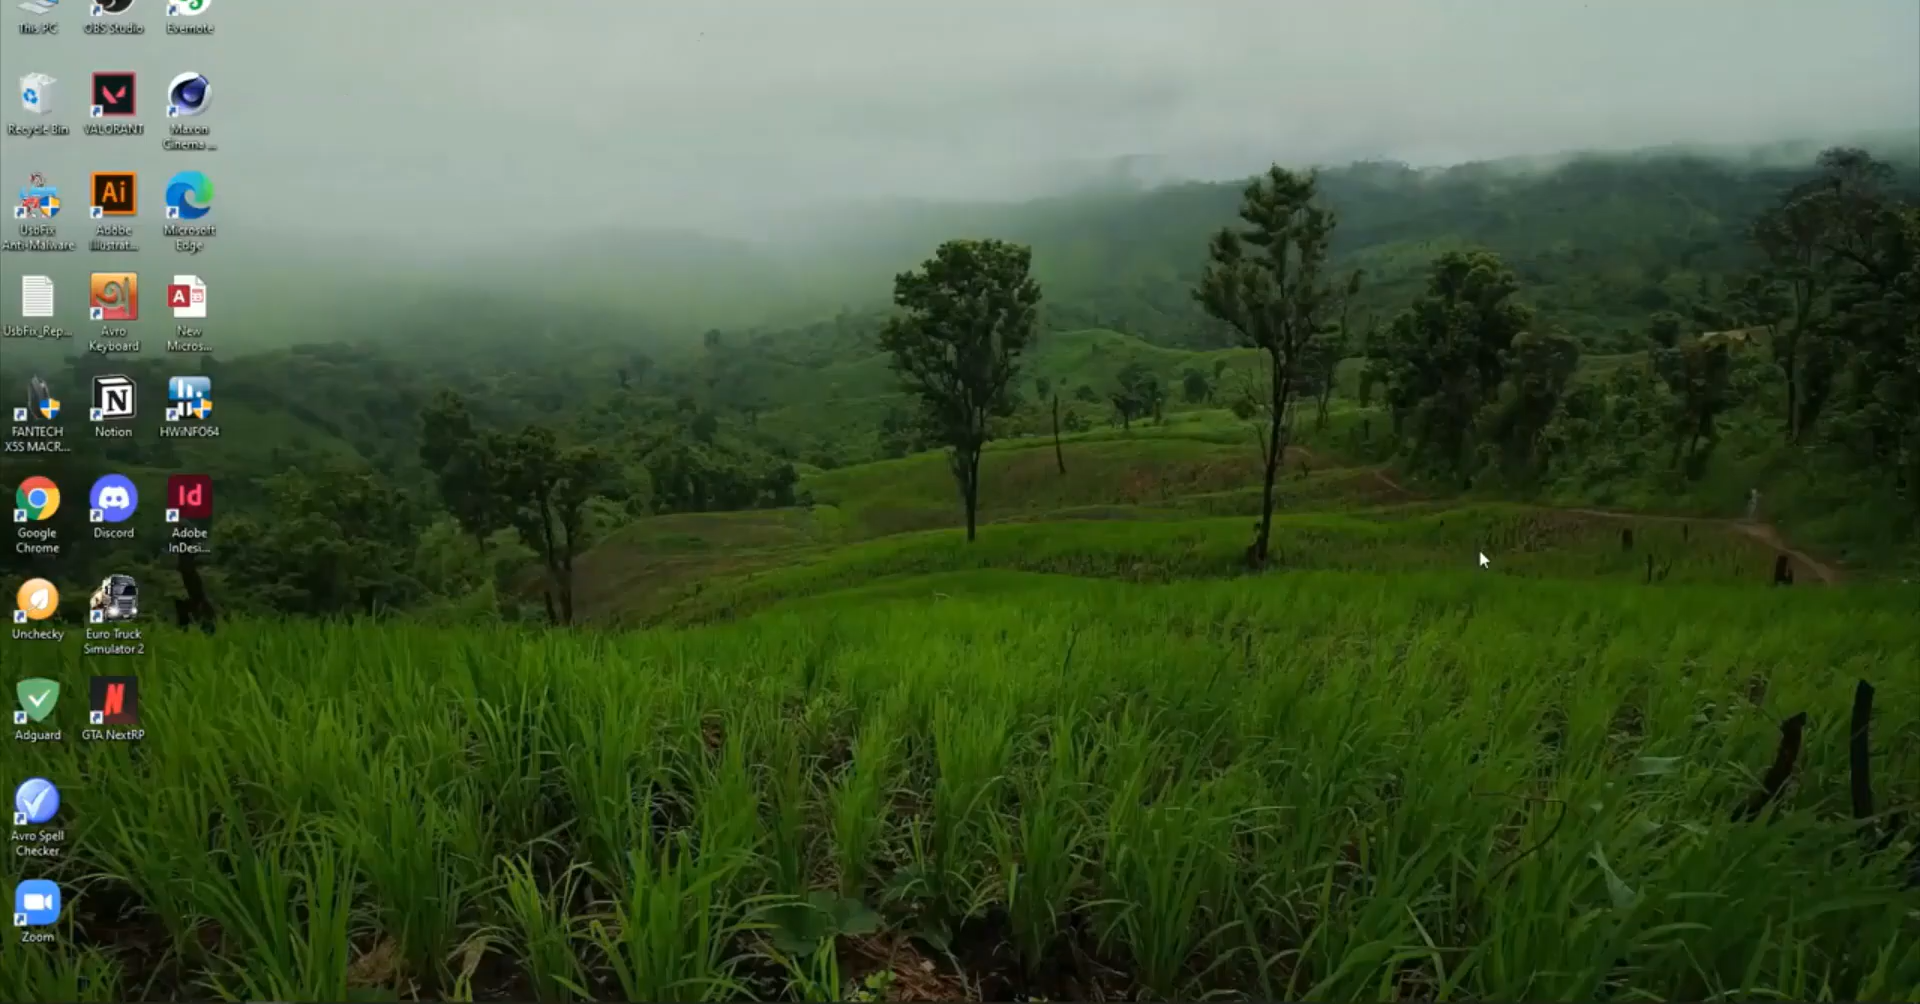 This PC
OBS Studio
Evernote
Recycle Bin
VALORANT
Maxon
Cinema ...
UsbFix
Anti-Malware
Ai
Adobe
Illustrat...
Microsoft
Edge
UsbFix_Rep...
অ
Avro
Keyboard
A
New
Micros...
FANTECH
X5S MACR...
N
Notion
HWiNFO64
Google
Chrome
Discord
Id
Adobe
InDesi...
Unchecky
Euro Truck
Simulator 2
Adguard
N
GTA NextRP
Avro Spell
Checker
Zoom